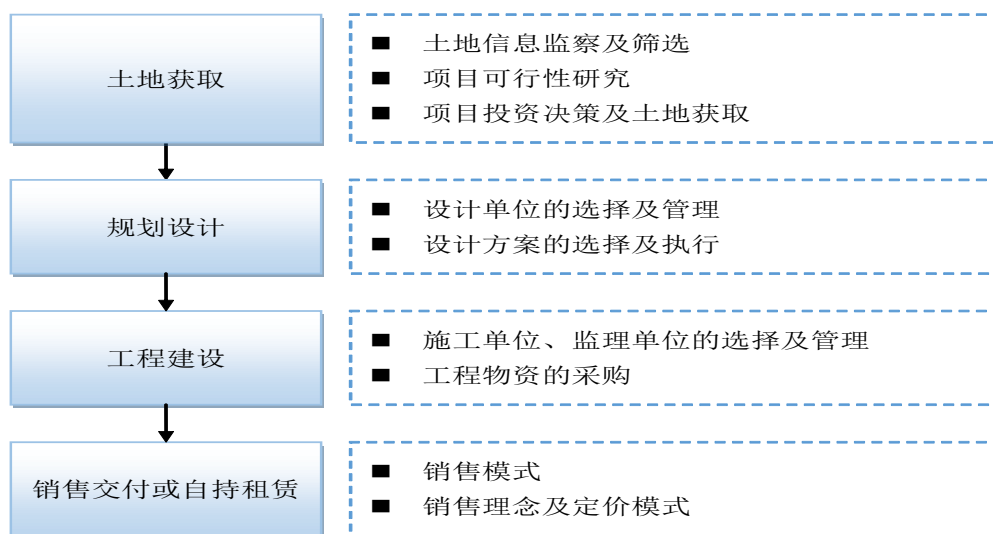 土地获取
■ 土地信息监察及筛选
■ 项目可行性研究
■ 项目投资决策及土地获取
规划设计
■ 设计单位的选择及管理
■ 设计方案的选择及执行
工程建设
■ 施工单位、监理单位的选择及管理
■ 工程物资的采购
销售交付或自持租赁
■ 销售模式
■ 销售理念及定价模式